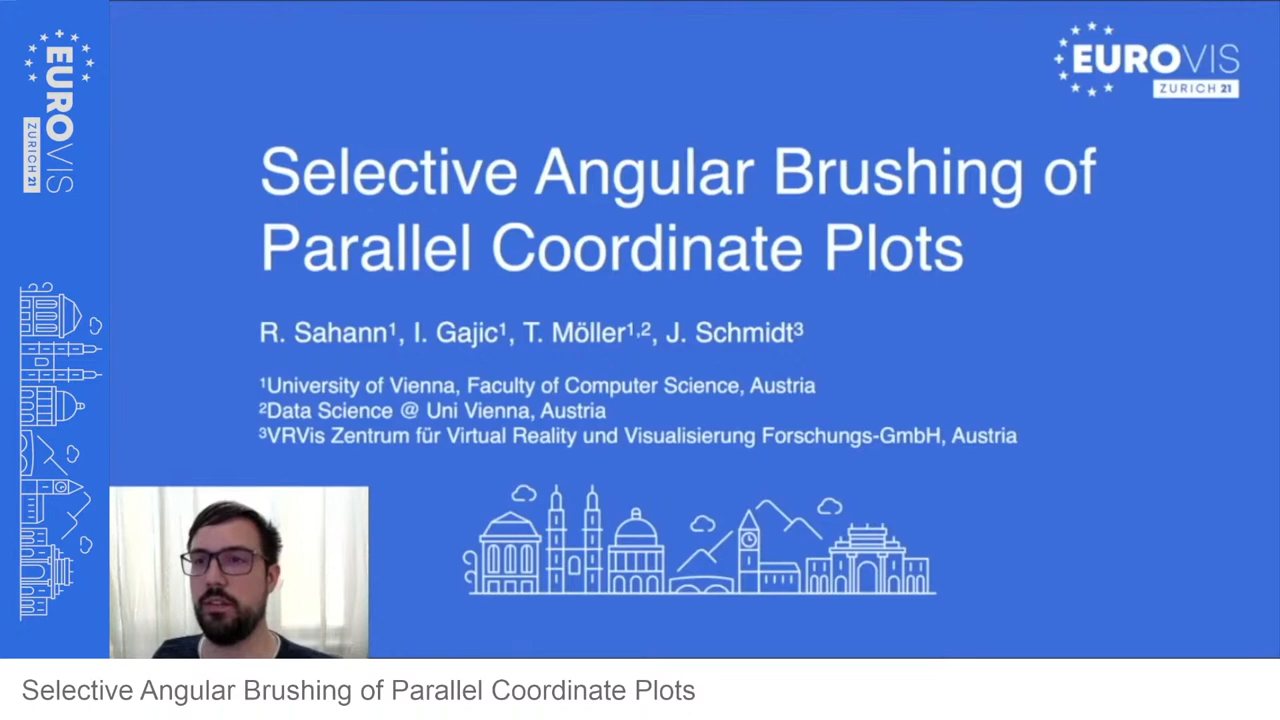 EUROVIS
ZURICH 21
EUROVIS
ZURICH 21
Selective Angular Brushing of
Parallel Coordinate Plots
R. Sahann¹, I. Gajic¹, T. Möller¹,², J. Schmidt³
¹University of Vienna, Faculty of Computer Science, Austria
²Data Science @ Uni Vienna, Austria
³VRVis Zentrum für Virtual Reality und Visualisierung Forschungs-GmbH, Austria
Selective Angular Brushing of Parallel Coordinate Plots